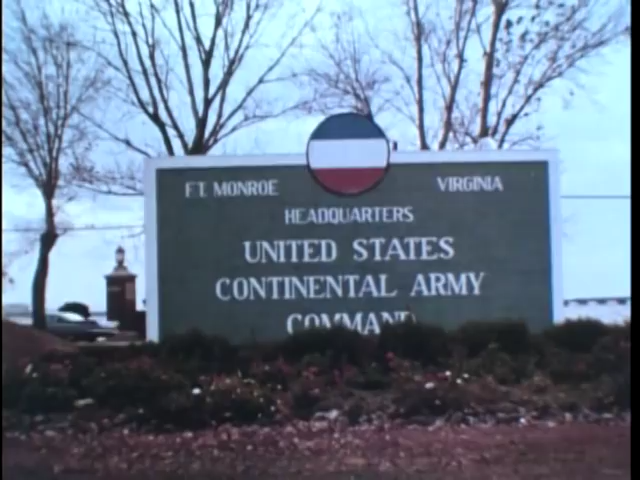 FT. MONROE VIRGINIA
HEADQUARTERS
UNITED STATES
CONTINENTAL ARMY
COMMAND